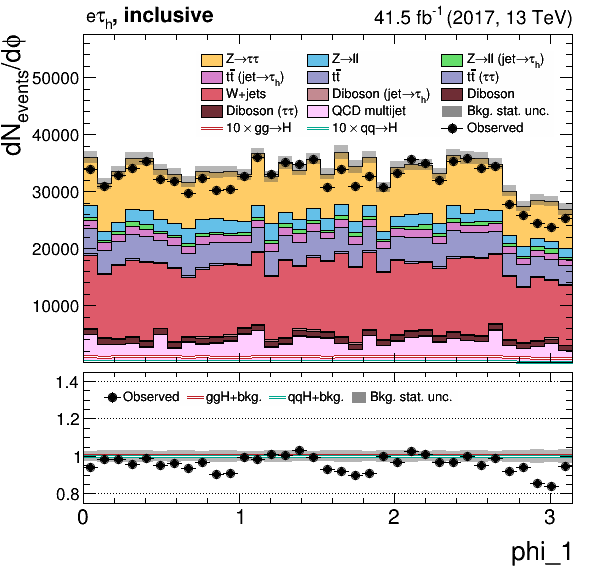 eτh, inclusive 41.5 fb⁻¹ (2017, 13 TeV)
dNevents/dϕ
Z→ττ Z→ll Z→ll (jet→τh)
tt̄ (jet→τh) tt̄ tt̄ (ττ)
W+jets Diboson (jet→τh) Diboson
Diboson (ττ) QCD multijet Bkg. stat. unc.
10 × gg→H 10 × qq→H Observed
50000
40000
30000
20000
10000
Observed ggH+bkg. qqH+bkg. Bkg. stat. unc.
1.4
1.2
1
0.8
0 1 2 3
phi_1